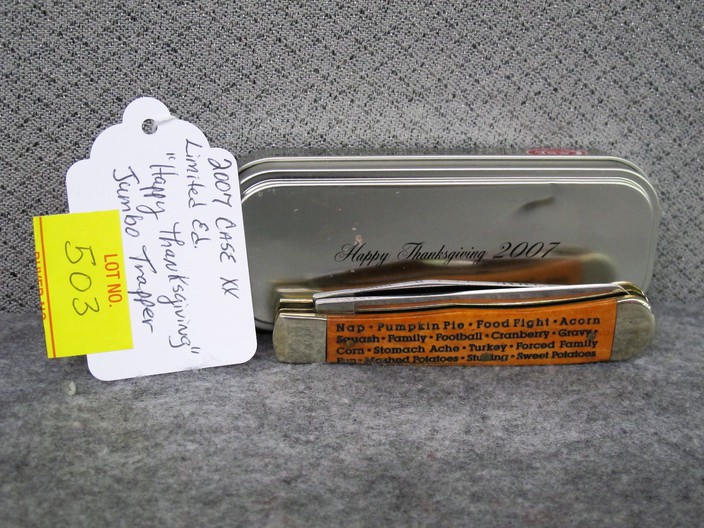 2007 CASE XX
Limited Ed.
"Happy Thanksgiving"
Jumbo Trapper
LOT NO.
503
Happy Thanksgiving 2007
Nap • Pumpkin Pie • Food Fight • Acorn
Squash • Family • Football • Cranberry • Gravy
Corn • Stomach Ache • Turkey • Forced Family
Fun • Mashed Potatoes • Stuffing • Sweet Potatoes